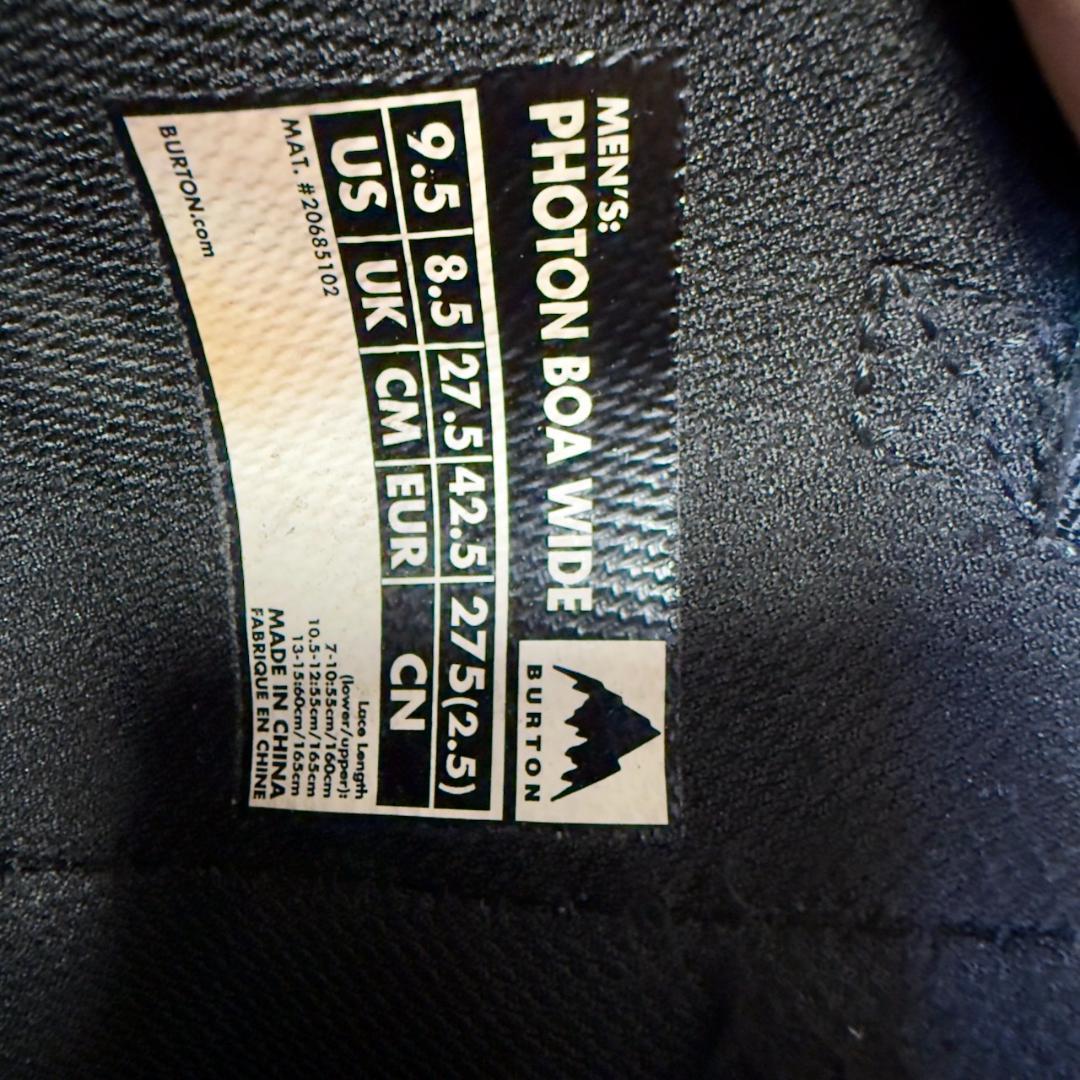 MEN'S:
PHOTON BOA WIDE
BURTON
9.5 8.5 27.5 42.5 275(2.5)
US UK CM EUR CN
MAT. #20685102
Lace Length
(lower/upper):
7-10:55cm/160cm
10.5-12:55cm/165cm
13-15:60cm/165cm
MADE IN CHINA
FABRIQUE EN CHINE
BURTON.com